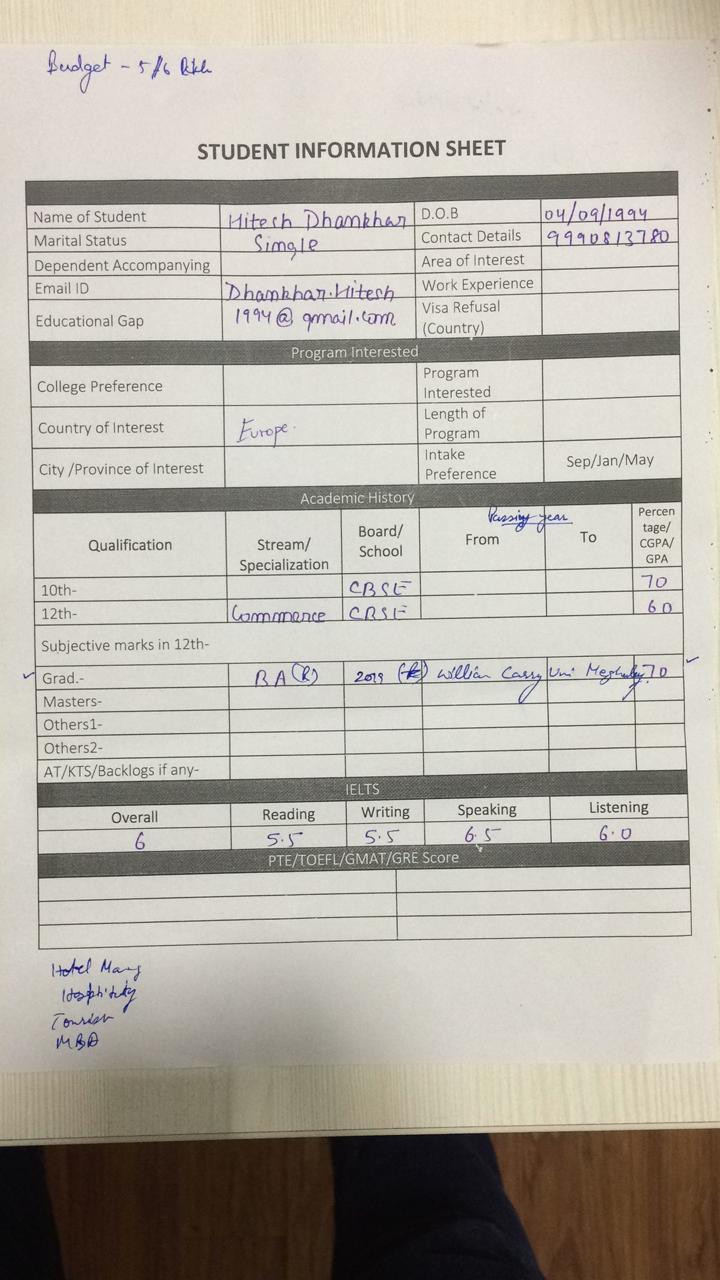 Budget - 5/6
STUDENT INFORMATION SHEET
Name of Student Hitesh Dhankhar D.O.B 04/09/1994
Marital Status Single Contact Details 9990813780
Dependent Accompanying Area of Interest
Email ID Dhankhar.Hitesh Work Experience
Educational Gap 1994@gmail.com Visa Refusal
(Country)
Program Interested
College Preference Program
Interested
Country of Interest Europe. Length of
Program
City /Province of Interest Intake
Preference Sep/Jan/May
Academic History
Qualification Stream/
Specialization Board/
School Passing year
From To Percen
tage/
CGPA/
GPA
10th- CBSE 70
12th- Commerce CBSE 60
Subjective marks in 12th-
Grad.- BA 2019 Willian Carry Uni 70
Masters-
Others1-
Others2-
AT/KTS/Backlogs if any-
IELTS
Overall Reading Writing Speaking Listening
6 5.5 5.5 6.5 6.0
PTE/TOEFL/GMAT/GRE Score
Hotel Mang
Tourism
MBA